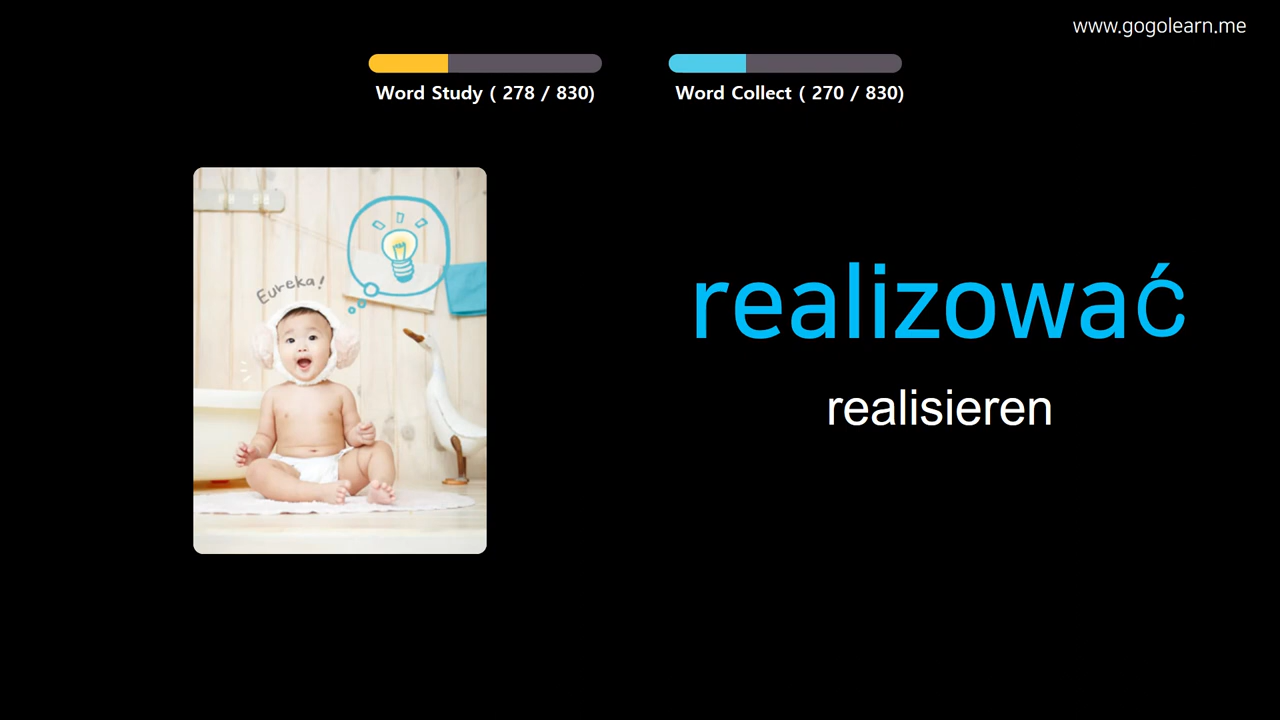 www.gogolearn.me
Word Study ( 278 / 830)
Word Collect ( 270 / 830)
Eureka!
realizować
realisieren